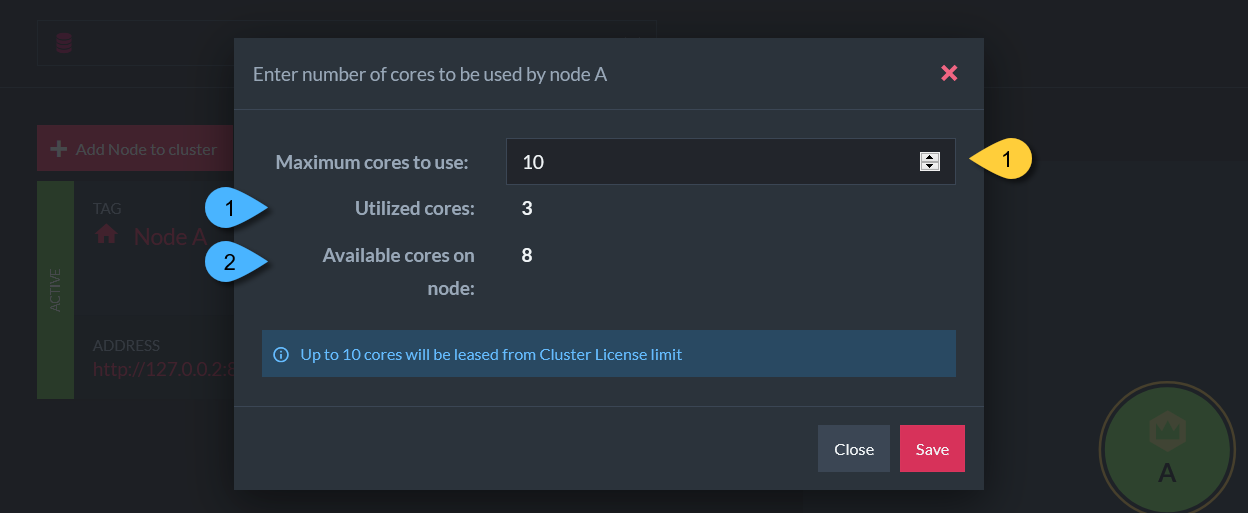 Enter number of cores to be used by node A
Add Node to cluster
Maximum cores to use: 10
1
1
Utilized cores: 3
TAG
Node A
2
Available cores on
node: 8
ACTIVE
ADDRESS
http://127.0.0.2:8
Up to 10 cores will be leased from Cluster License limit
Close Save
A